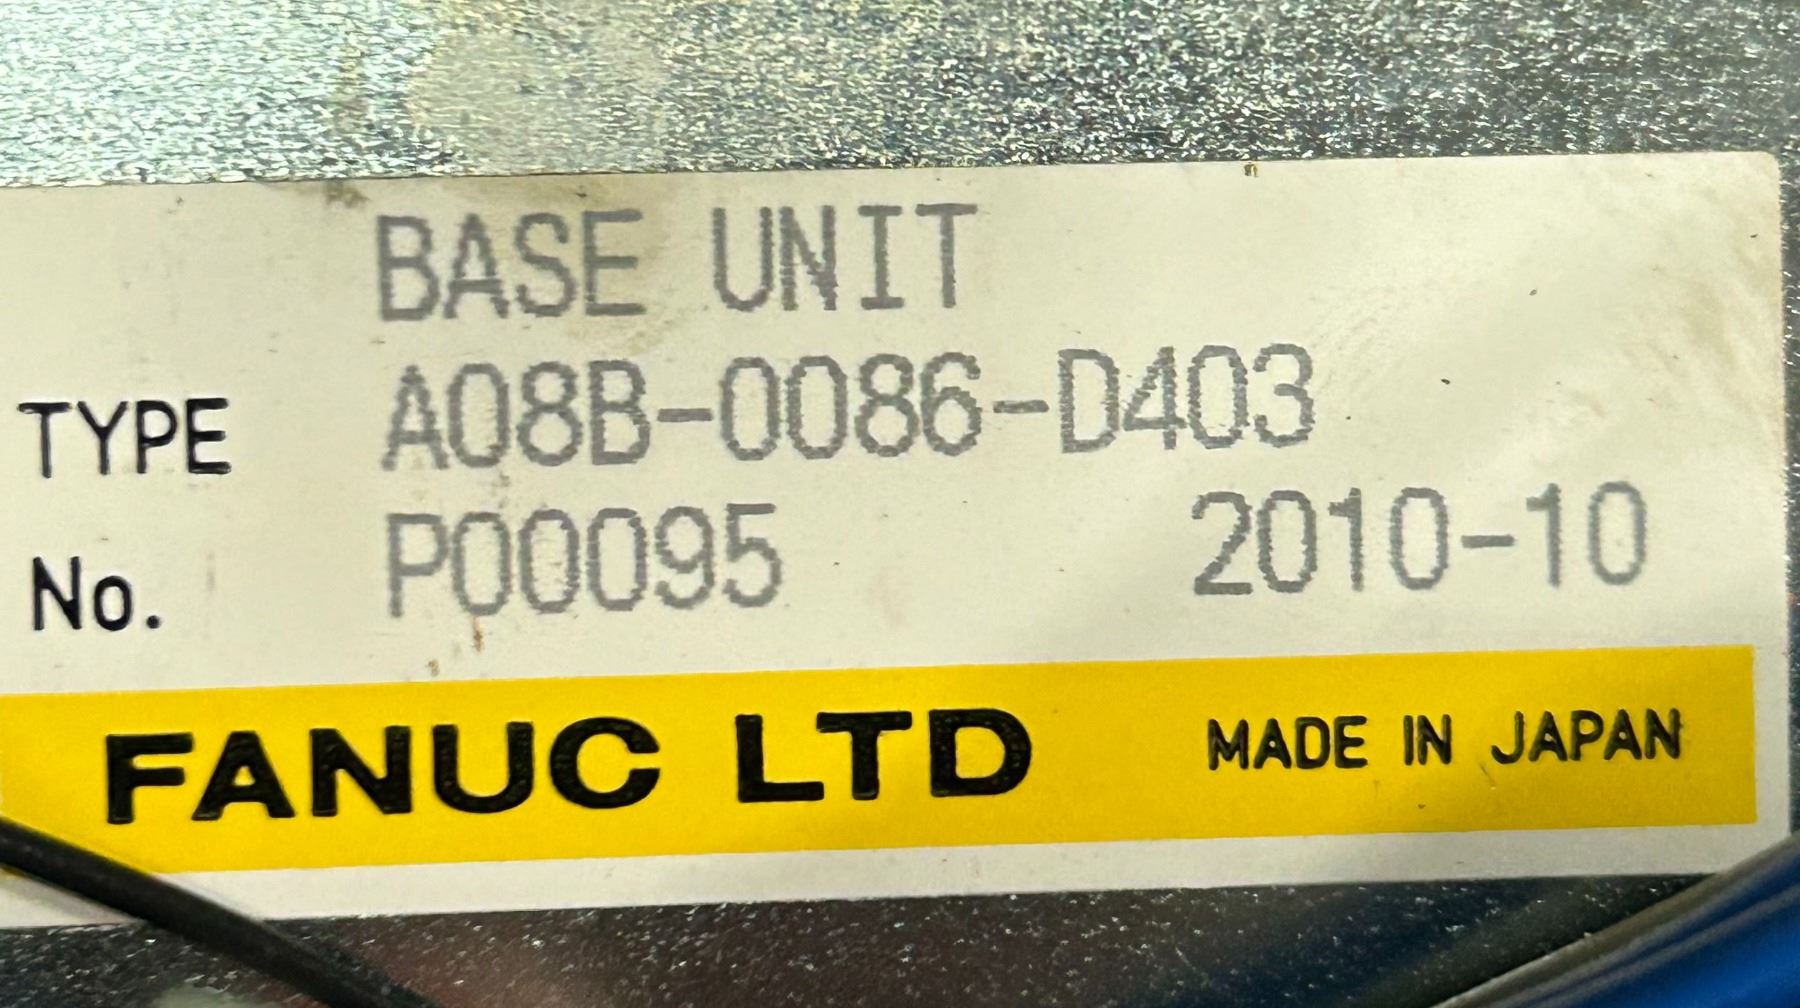 BASE UNIT
TYPE A08B-0086-D403
No. P00095 2010-10
FANUC LTD MADE IN JAPAN